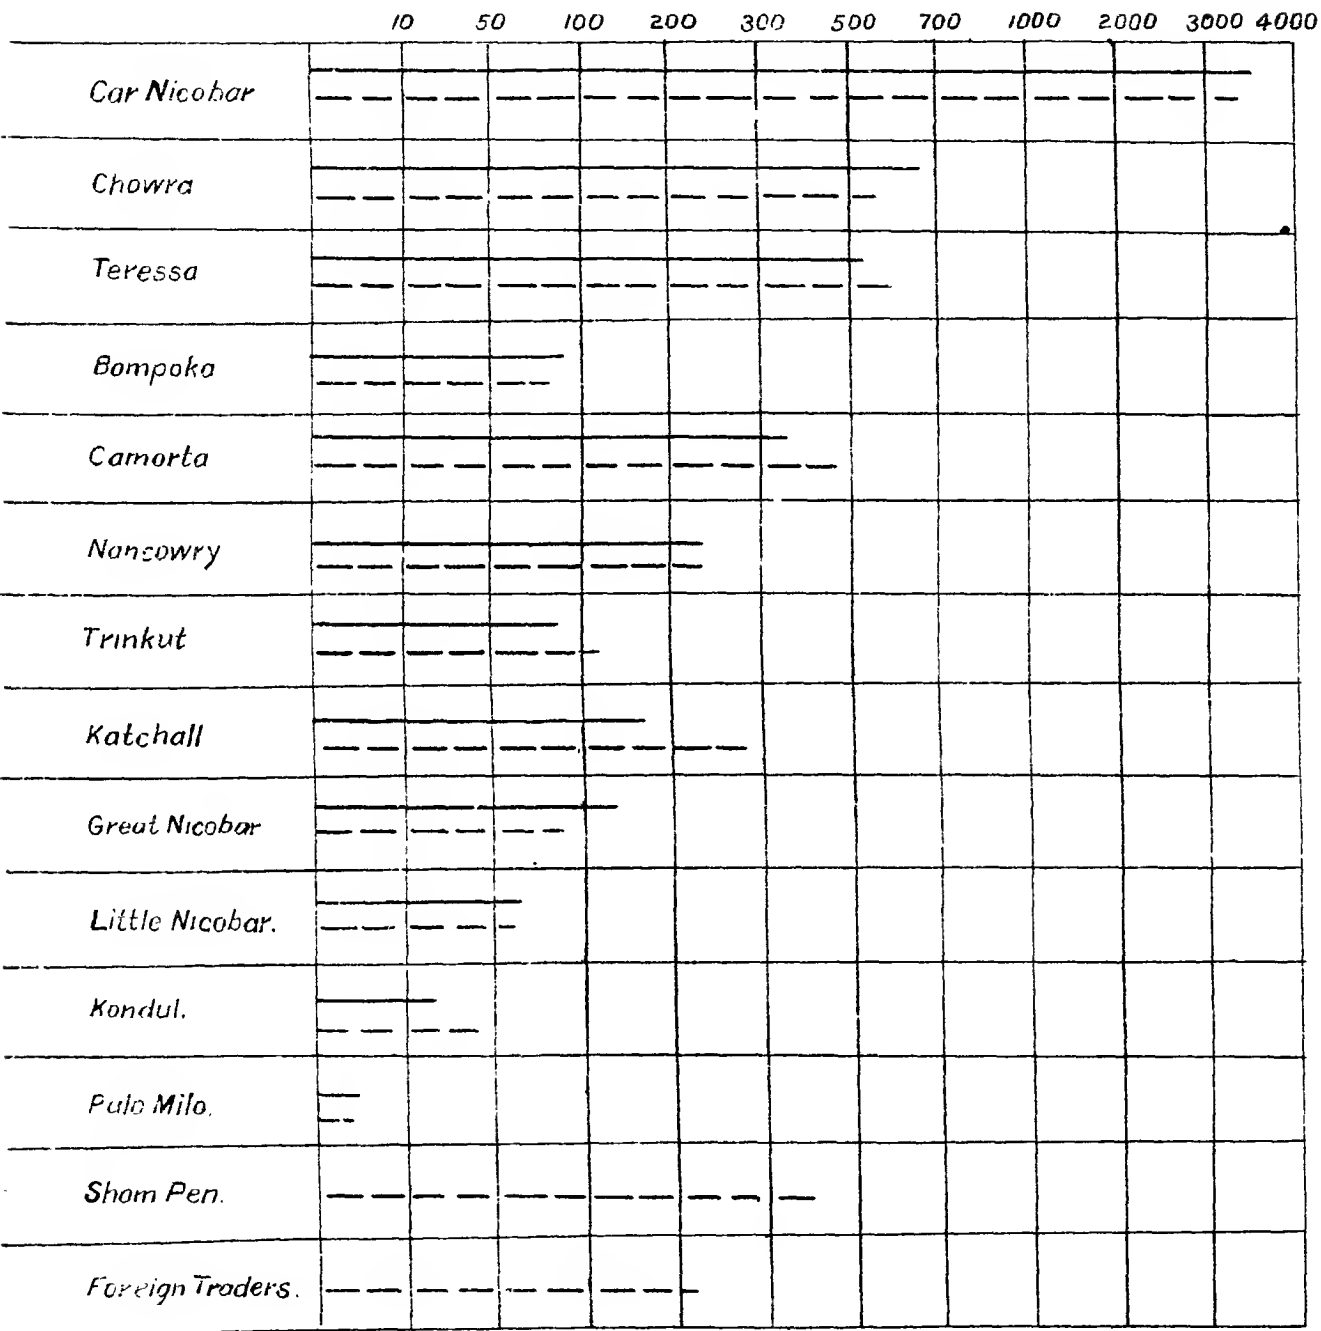 10 50 100 200 300 500 700 1000 2000 3000 4000
Car Nicobar
Chowra
Teressa
Bompoka
Camorta
Nancowry
Trinkut
Katchall
Great Nicobar
Little Nicobar.
Kondul.
Pulo Milo.
Shom Pen.
Foreign Traders.